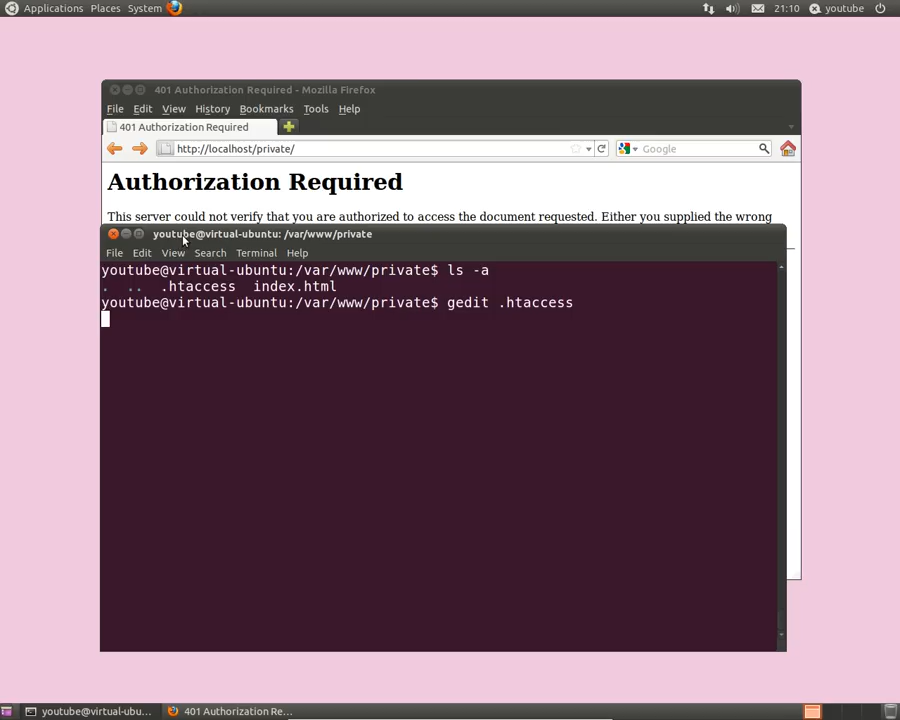 Applications Places System 21:10 youtube
401 Authorization Required - Mozilla Firefox
File Edit View History Bookmarks Tools Help
401 Authorization Required
http://localhost/private/ Google
Authorization Required
This server could not verify that you are authorized to access the document requested. Either you supplied the wrong
youtube@virtual-ubuntu: /var/www/private
File Edit View Search Terminal Help
youtube@virtual-ubuntu:/var/www/private$ ls -a
. .. .htaccess index.html
youtube@virtual-ubuntu:/var/www/private$ gedit .htaccess
youtube@virtual-ubu... 401 Authorization Re...